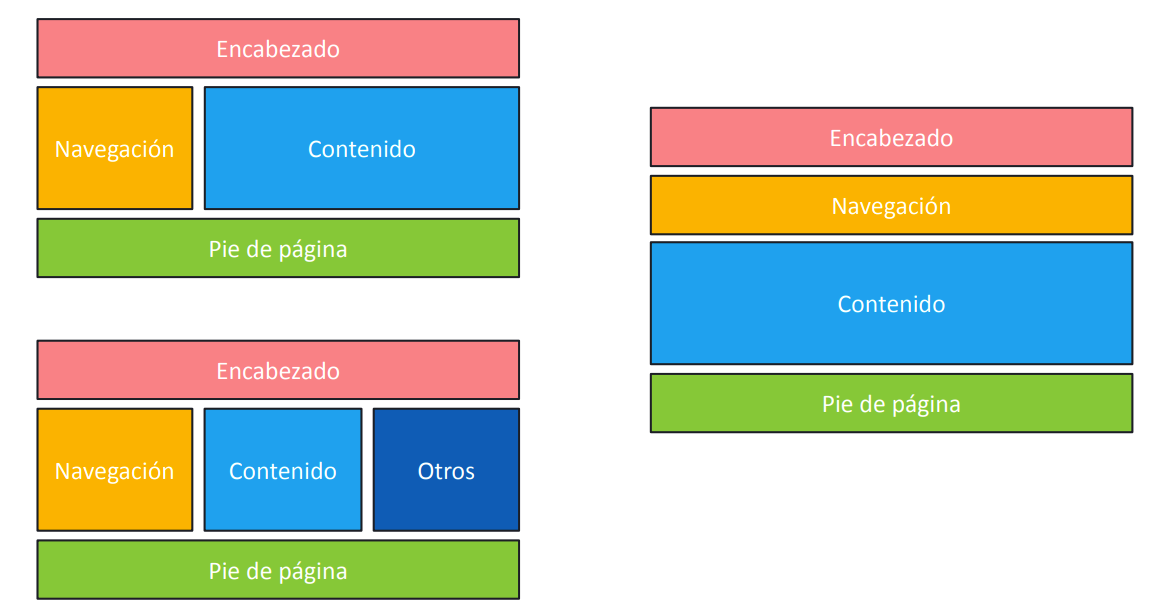 Encabezado
Navegación
Contenido
Pie de página
Encabezado
Navegación
Contenido
Otros
Pie de página
Encabezado
Navegación
Contenido
Pie de página